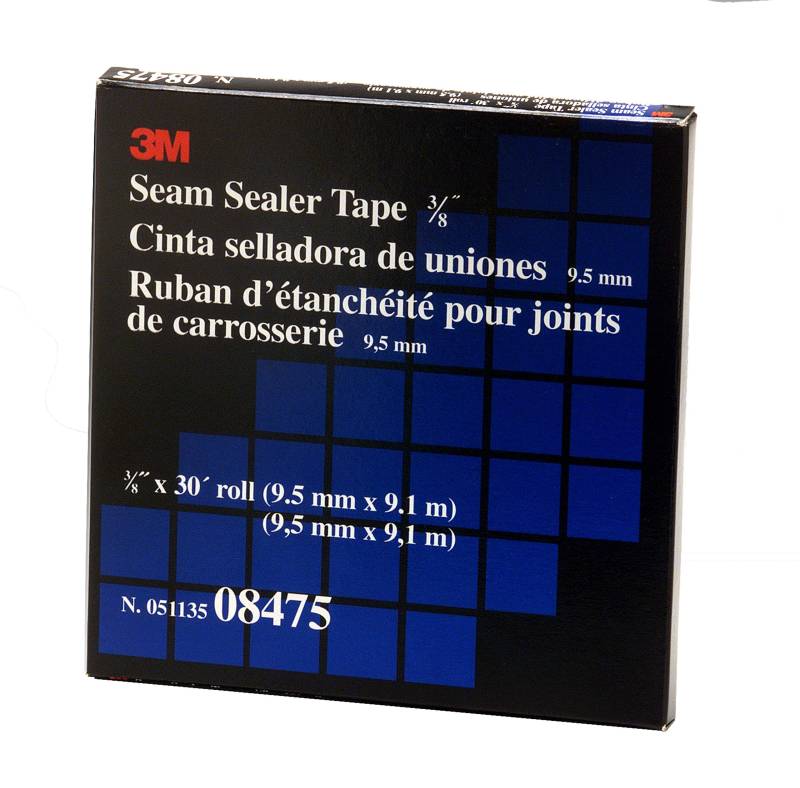 N. 08475
3M
Seam Sealer Tape 3/8″
Cinta selladora de uniones 9.5 mm
Ruban d’étanchéité pour joints
de carrosserie 9,5 mm
3/8″ x 30´ roll (9.5 mm x 9.1 m)
(9,5 mm x 9,1 m)
N. 051135 08475